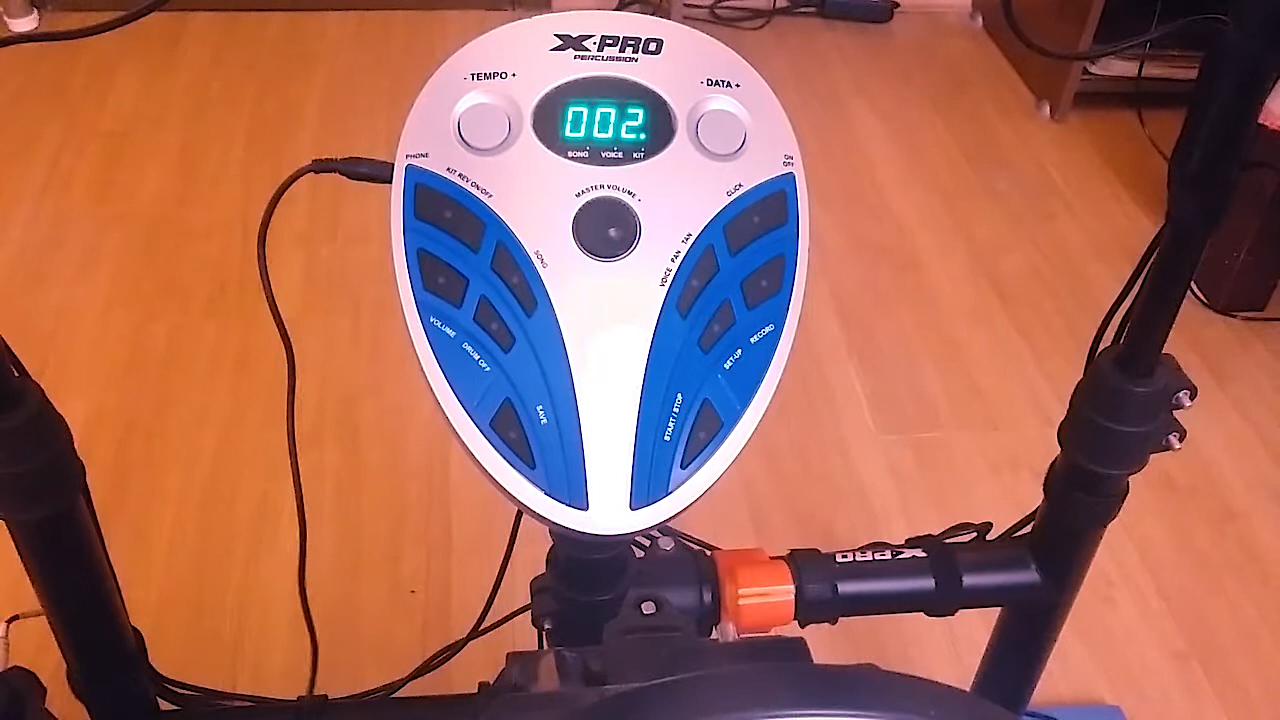 X·PRO
PERCUSSION
- TEMPO +
- DATA +
002.
SONG VOICE KIT
PHONE
ON
OFF
KIT REV ON/OFF
MASTER VOLUME +
CLICK
SONG
VOICE PAN TAN
VOLUME
DRUM OFF
SET-UP
RECORD
SAVE
START / STOP
X·PRO